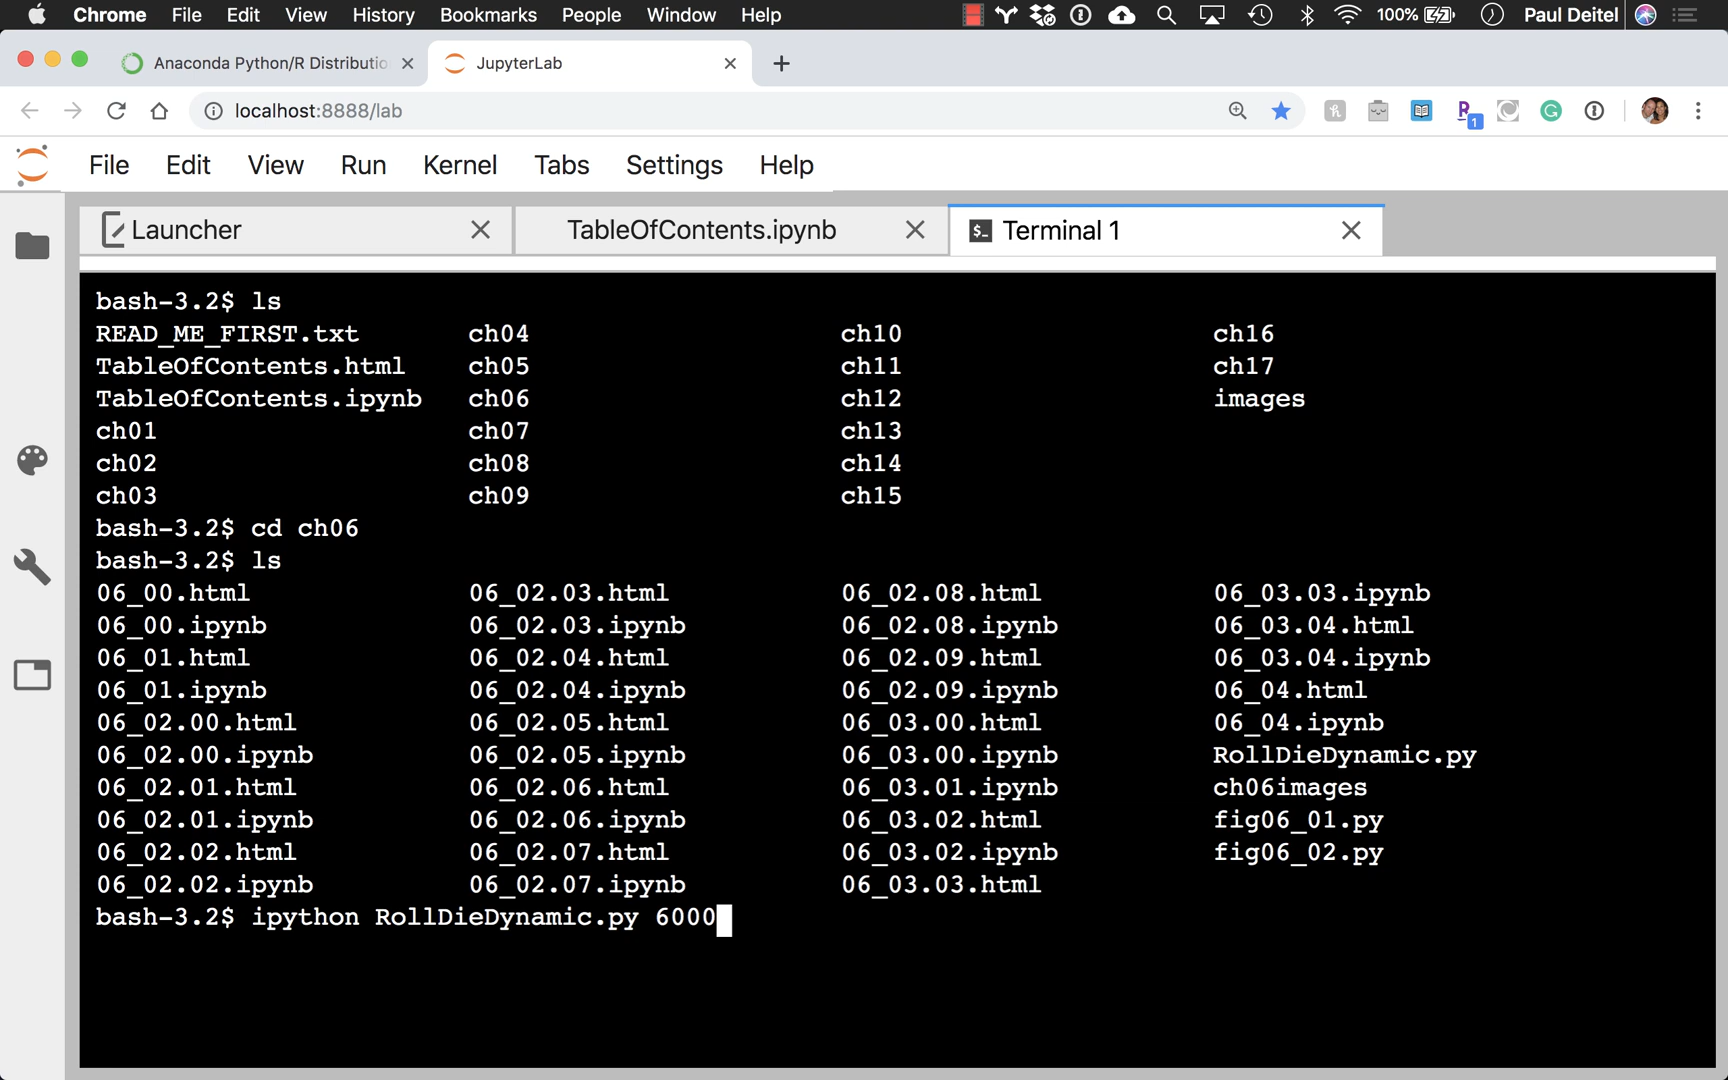 Chrome File Edit View History Bookmarks People Window Help 100% Paul Deitel
Anaconda Python/R Distributio JupyterLab
localhost:8888/lab
1
File Edit View Run Kernel Tabs Settings Help
Launcher TableOfContents.ipynb Terminal 1
bash-3.2$ ls
READ_ME_FIRST.txt ch04 ch10 ch16
TableOfContents.html ch05 ch11 ch17
TableOfContents.ipynb ch06 ch12 images
ch01 ch07 ch13
ch02 ch08 ch14
ch03 ch09 ch15
bash-3.2$ cd ch06
bash-3.2$ ls
06_00.html 06_02.03.html 06_02.08.html 06_03.03.ipynb
06_00.ipynb 06_02.03.ipynb 06_02.08.ipynb 06_03.04.html
06_01.html 06_02.04.html 06_02.09.html 06_03.04.ipynb
06_01.ipynb 06_02.04.ipynb 06_02.09.ipynb 06_04.html
06_02.00.html 06_02.05.html 06_03.00.html 06_04.ipynb
06_02.00.ipynb 06_02.05.ipynb 06_03.00.ipynb RollDieDynamic.py
06_02.01.html 06_02.06.html 06_03.01.ipynb ch06images
06_02.01.ipynb 06_02.06.ipynb 06_03.02.html fig06_01.py
06_02.02.html 06_02.07.html 06_03.02.ipynb fig06_02.py
06_02.02.ipynb 06_02.07.ipynb 06_03.03.html
bash-3.2$ ipython RollDieDynamic.py 6000